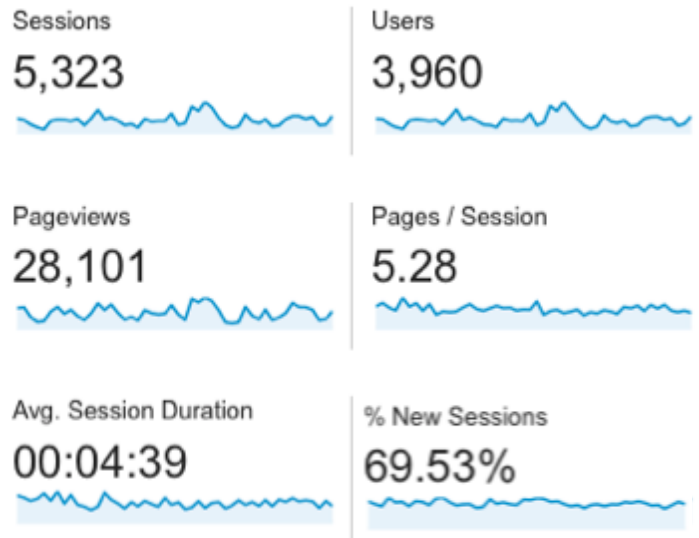 Sessions
5,323
Users
3,960
Pageviews
28,101
Pages / Session
5.28
Avg. Session Duration
00:04:39
% New Sessions
69.53%